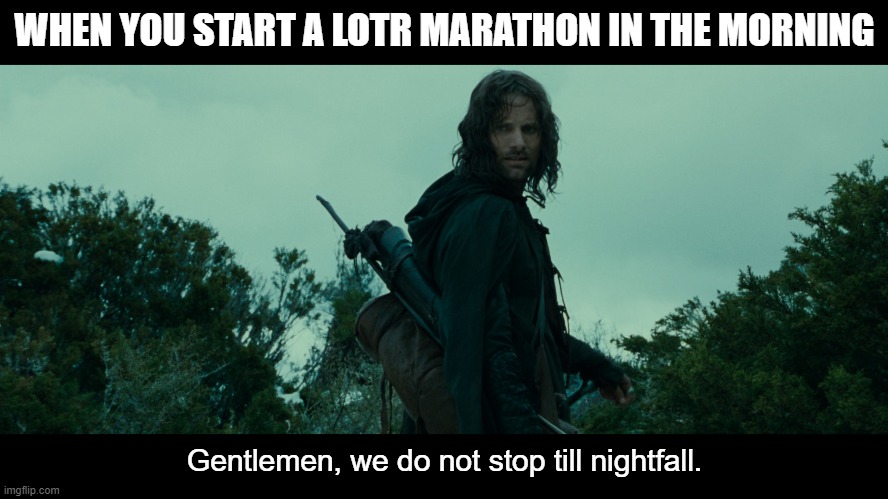 WHEN YOU START A LOTR MARATHON IN THE MORNING
Gentlemen, we do not stop till nightfall.
imgflip.com